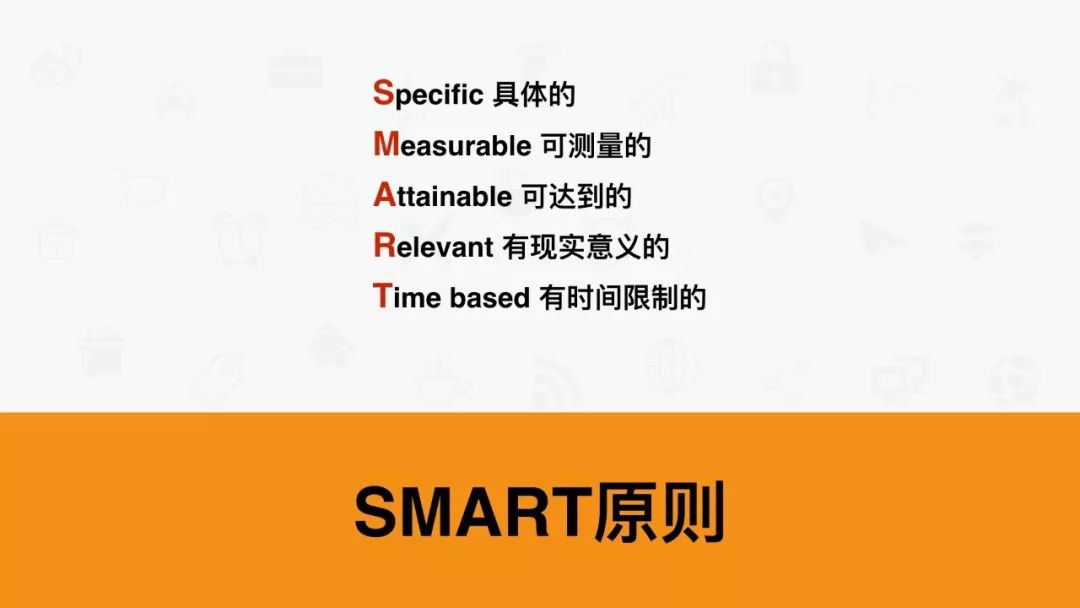 Specific 具体的
Measurable 可测量的
Attainable 可达到的
Relevant 有现实意义的
Time based 有时间限制的
SMART原则